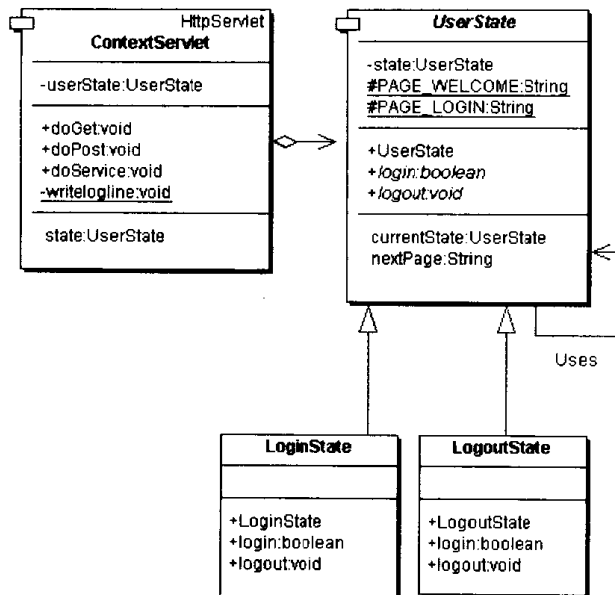 HttpServlet
ContextServlet
-userState:UserState
+doGet:void
+doPost:void
+doService:void
-writelogline:void
state:UserState
UserState
-state:UserState
#PAGE_WELCOME:String
#PAGE_LOGIN:String
+UserState
+login:boolean
+logout:void
currentState:UserState
nextPage:String
Uses
LoginState
+LoginState
+login:boolean
+logout:void
LogoutState
+LogoutState
+login:boolean
+logout:void